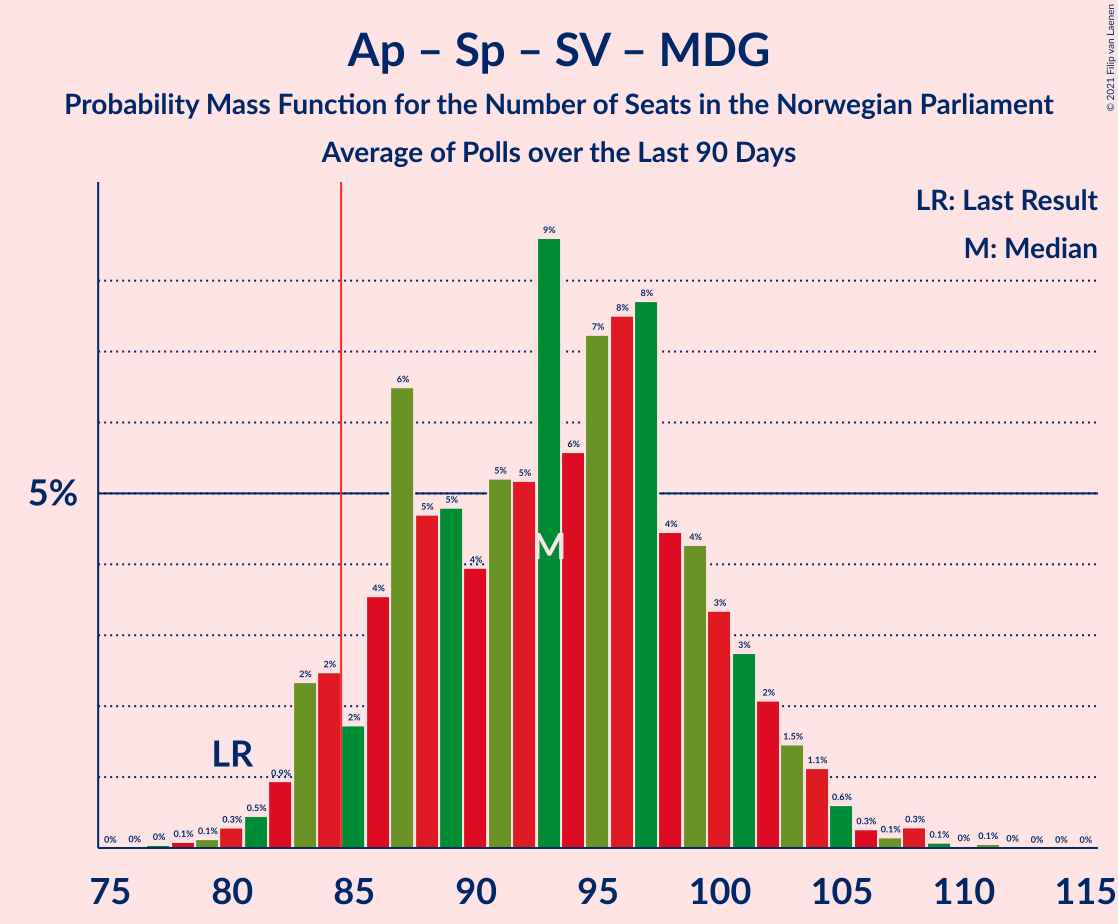 Ap – Sp – SV – MDG
Probability Mass Function for the Number of Seats in the Norwegian Parliament
Average of Polls over the Last 90 Days
© 2021 Filip van Laenen
LR: Last Result
M: Median
5%
LR
M
0% 0% 0% 0.1% 0.1% 0.3% 0.5% 0.9% 2% 2% 2% 4% 6% 5% 5% 4% 5% 5% 9% 6% 7% 8% 8% 4% 4% 3% 3% 2% 1.5% 1.1% 0.6% 0.3% 0.1% 0.3% 0.1% 0% 0.1% 0% 0% 0% 0%
75 80 85 90 95 100 105 110 115